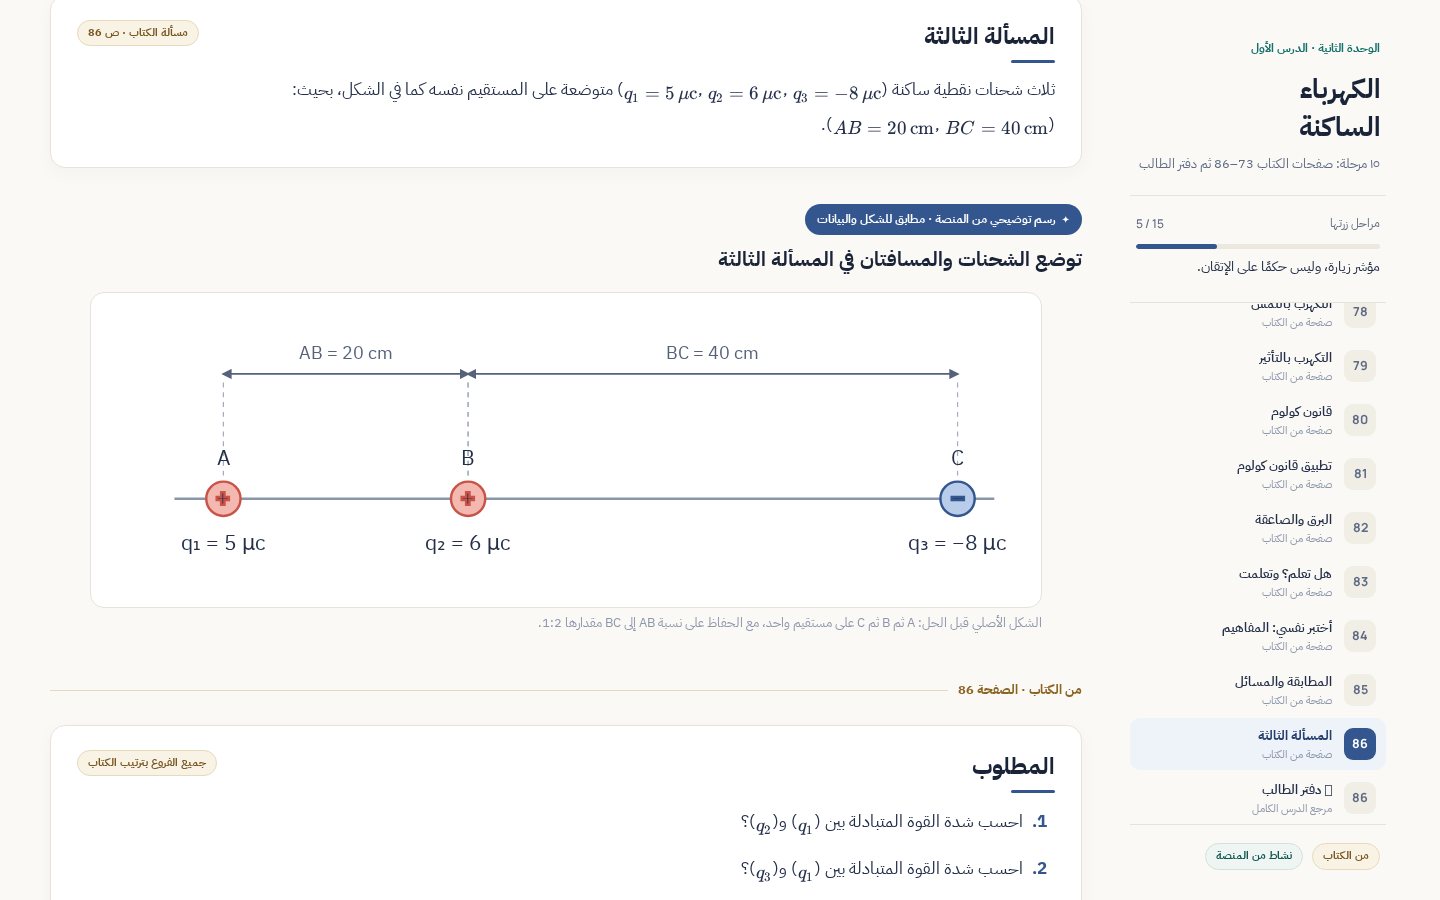 الوحدة الثانية · الدرس الأول
الكهرباء
الساكنة
١٥ مرحلة: صفحات الكتاب 73–86 ثم دفتر الطالب
مراحل زرتها 5 / 15
مؤشر زيارة، وليس حكمًا على الإتقان.
78 التكهرب باللمس
صفحة من الكتاب
79 التكهرب بالتأثير
صفحة من الكتاب
80 قانون كولوم
صفحة من الكتاب
81 تطبيق قانون كولوم
صفحة من الكتاب
82 البرق والصاعقة
صفحة من الكتاب
83 هل تعلم؟ وتعلمت
صفحة من الكتاب
84 أختبر نفسي: المفاهيم
صفحة من الكتاب
85 المطابقة والمسائل
صفحة من الكتاب
86 المسألة الثالثة
صفحة من الكتاب
86 دفتر الطالب
مرجع الدرس الكامل
من الكتاب نشاط من المنصة
المسألة الثالثة
مسألة الكتاب · ص 86
ثلاث شحنات نقطية ساكنة (q₁ = 5 μc، q₂ = 6 μc، q₃ = −8 μc) متوضعة على المستقيم نفسه كما في الشكل، بحيث:
(AB = 20 cm، BC = 40 cm).
✦ رسم توضيحي من المنصة · مطابق للشكل والبيانات
توضع الشحنات والمسافتان في المسألة الثالثة
AB = 20 cm BC = 40 cm
A B C
+ + −
q₁ = 5 μc q₂ = 6 μc q₃ = −8 μc
الشكل الأصلي قبل الحل: A ثم B ثم C على مستقيم واحد، مع الحفاظ على نسبة AB إلى BC مقدارها 1:2.
من الكتاب · الصفحة 86
المطلوب
جميع الفروع بترتيب الكتاب
1. احسب شدة القوة المتبادلة بين (q₁) و(q₂)؟
2. احسب شدة القوة المتبادلة بين (q₁) و(q₃)؟